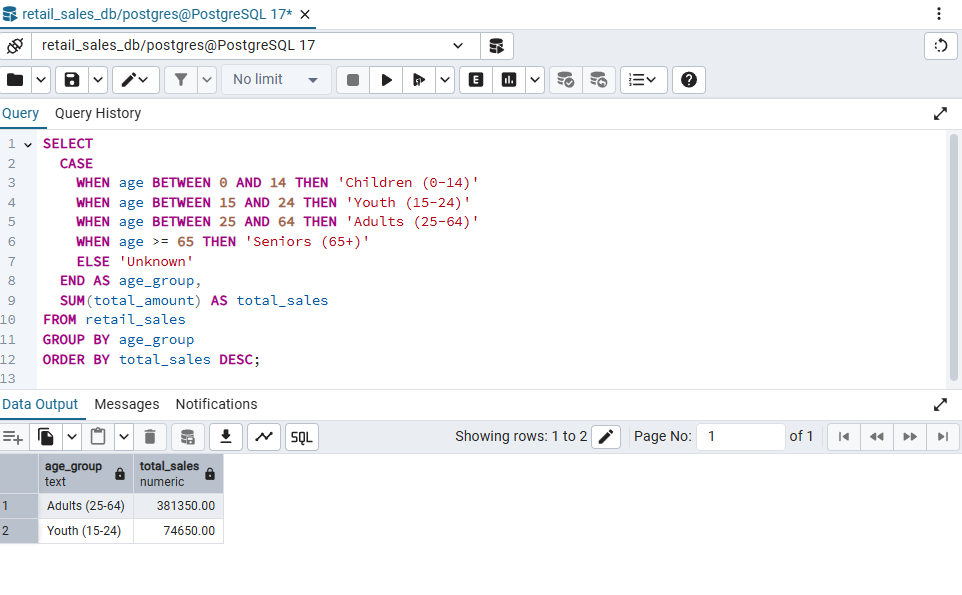 retail_sales_db/postgres@PostgreSQL 17*
retail_sales_db/postgres@PostgreSQL 17
No limit
E
Query Query History
1 SELECT
2 CASE
3 WHEN age BETWEEN 0 AND 14 THEN 'Children (0-14)'
4 WHEN age BETWEEN 15 AND 24 THEN 'Youth (15-24)'
5 WHEN age BETWEEN 25 AND 64 THEN 'Adults (25-64)'
6 WHEN age >= 65 THEN 'Seniors (65+)'
7 ELSE 'Unknown'
8 END AS age_group,
9 SUM(total_amount) AS total_sales
10 FROM retail_sales
11 GROUP BY age_group
12 ORDER BY total_sales DESC;
13
Data Output Messages Notifications
SQL Showing rows: 1 to 2 Page No: 1 of 1
age_group total_sales
text numeric
1 Adults (25-64) 381350.00
2 Youth (15-24) 74650.00